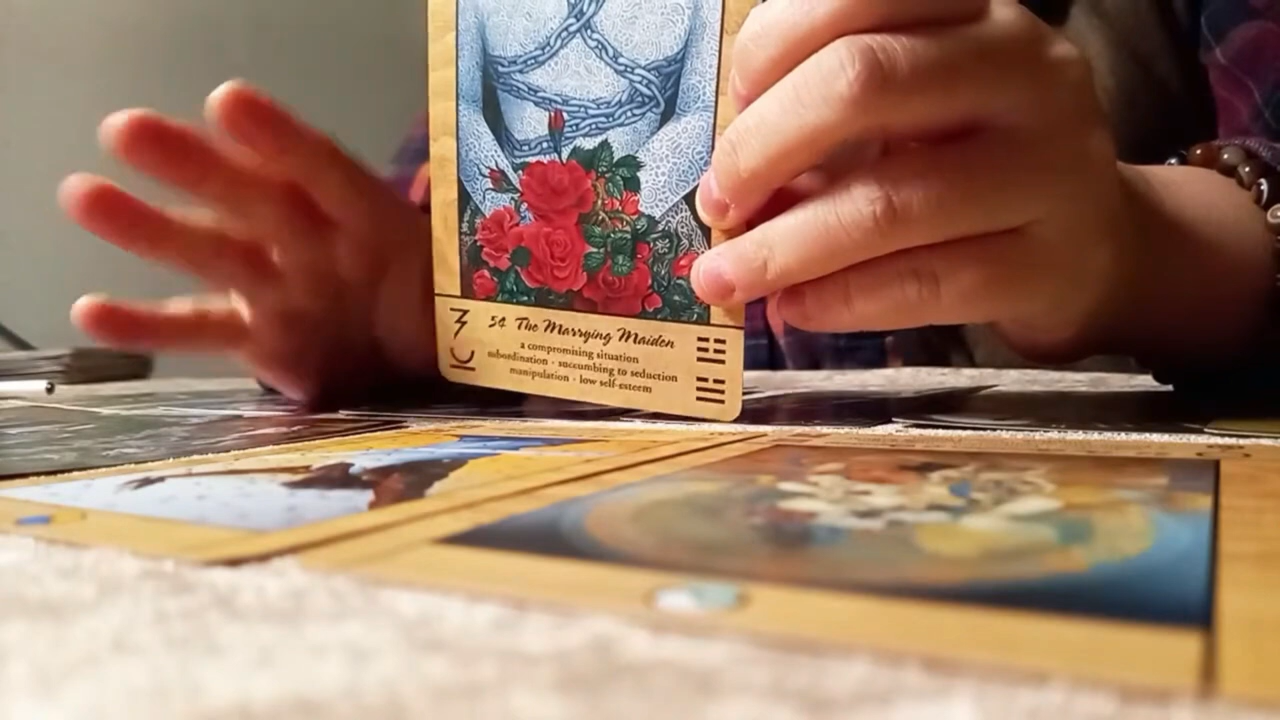 54 The Marrying Maiden
a compromising situation
subordination · succumbing to seduction
manipulation · low self-esteem